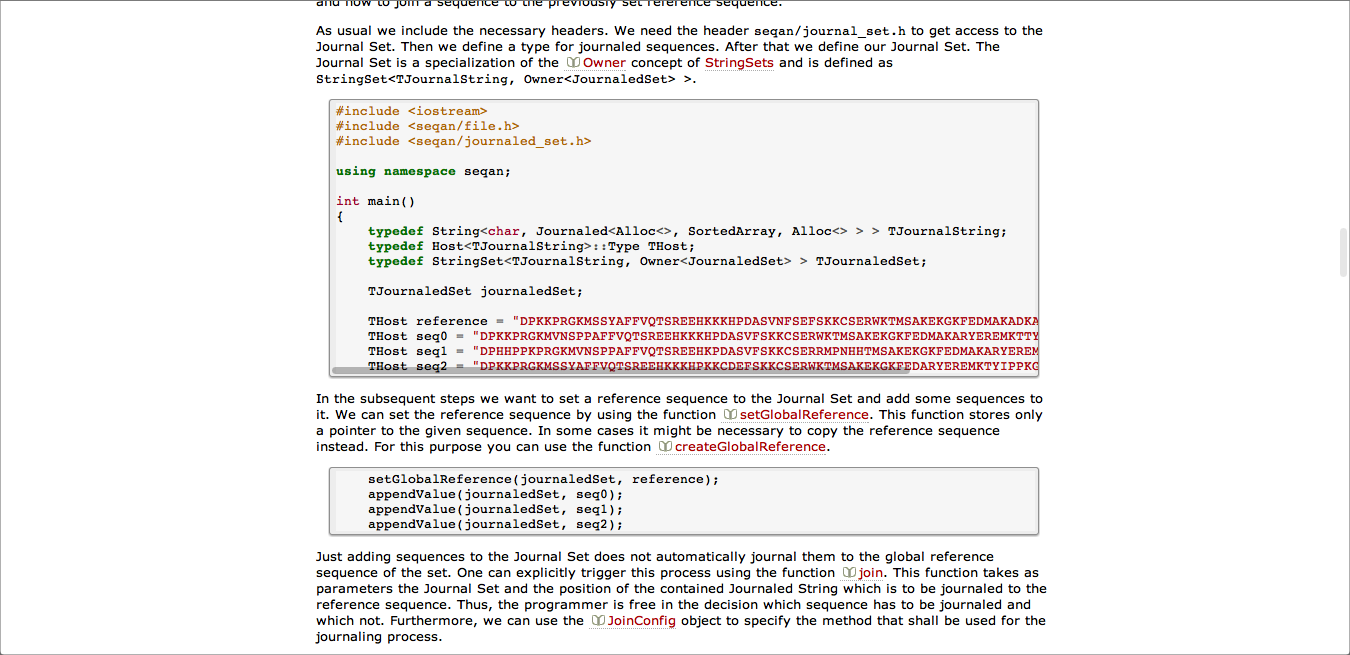 and how to join a sequence to the previously set reference sequence.
As usual we include the necessary headers. We need the header seqan/journal_set.h to get access to the
Journal Set. Then we define a type for journaled sequences. After that we define our Journal Set. The
Journal Set is a specialization of the Owner concept of StringSets and is defined as
StringSet<TJournalString, Owner<JournaledSet> >.
#include <iostream>
#include <seqan/file.h>
#include <seqan/journaled_set.h>
using namespace seqan;
int main()
{
typedef String<char, Journaled<Alloc<>, SortedArray, Alloc<> > > TJournalString;
typedef Host<TJournalString>::Type THost;
typedef StringSet<TJournalString, Owner<JournaledSet> > TJournaledSet;
TJournaledSet journaledSet;
THost reference = "DPKKPRGKMSSYAFFVQTSREEHKKKHPDASVNFSEFSKKCSERWKTMSAKEKGKFEDMAKADKA
THost seq0 = "DPKKPRGKMVNSPPAFFVQTSREEHKPDASVFSKKCSERWKTMSAKEKGKFEDMAKARYEREMKTTY
THost seq1 = "DPHHPPKPRGKMVNSPPAFFVQTSREEHKPDASVFSKKCSERRMPNHHTMSAKEKGKFEDMAKARYEREM
THost seq2 = "DPKKPRGKMSSYAFFVQTSREEHKKKHPKKCDEFSKKCSERWKTMSAKEKGKFEDARYEREMKTYIPPKG
In the subsequent steps we want to set a reference sequence to the Journal Set and add some sequences to
it. We can set the reference sequence by using the function setGlobalReference. This function stores only
a pointer to the given sequence. In some cases it might be necessary to copy the reference sequence
instead. For this purpose you can use the function createGlobalReference.
setGlobalReference(journaledSet, reference);
appendValue(journaledSet, seq0);
appendValue(journaledSet, seq1);
appendValue(journaledSet, seq2);
Just adding sequences to the Journal Set does not automatically journal them to the global reference
sequence of the set. One can explicitly trigger this process using the function join. This function takes as
parameters the Journal Set and the position of the contained Journaled String which is to be journaled to the
reference sequence. Thus, the programmer is free in the decision which sequence has to be journaled and
which not. Furthermore, we can use the JoinConfig object to specify the method that shall be used for the
journaling process.